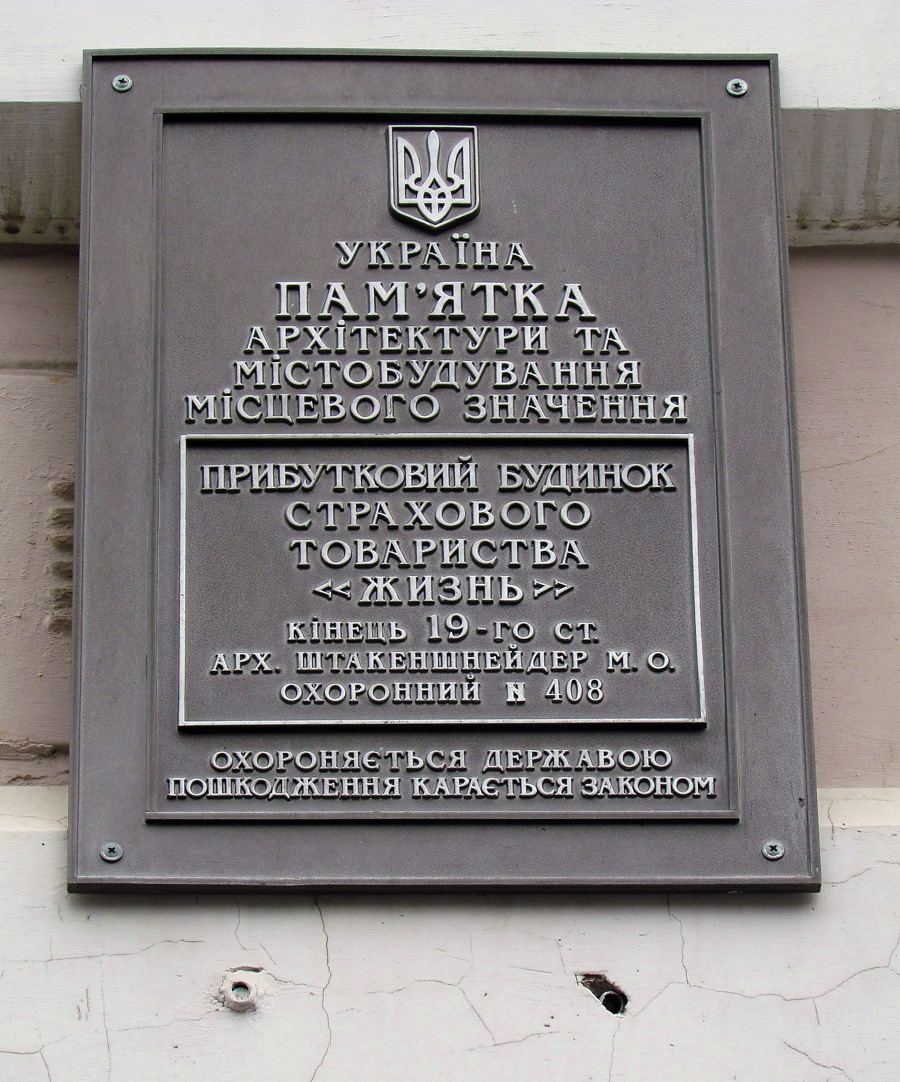 УКРАЇНА
ПАМ'ЯТКА
АРХІТЕКТУРИ ТА
МІСТОБУДУВАННЯ
МІСЦЕВОГО ЗНАЧЕННЯ
ПРИБУТКОВИЙ БУДИНОК
СТРАХОВОГО
ТОВАРИСТВА
«ЖИЗНЬ»
КІНЕЦЬ 19-ГО СТ.
АРХ. ШТАКЕНШНЕЙДЕР М. О.
ОХОРОННИЙ N 408
ОХОРОНЯЄТЬСЯ ДЕРЖАВОЮ
ПОШКОДЖЕННЯ КАРАЄТЬСЯ ЗАКОНОМ